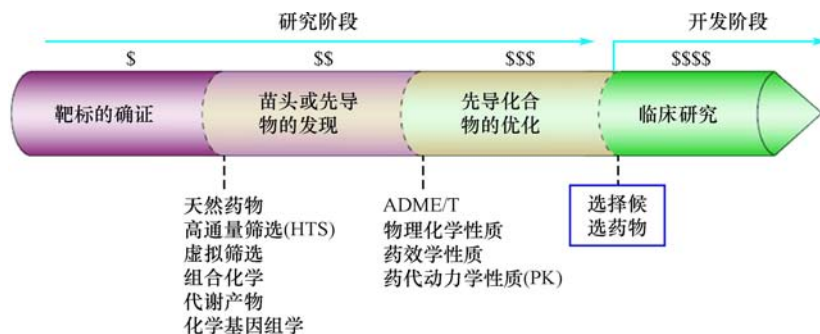 研究阶段
开发阶段
$
$$
$$$
$$$$
靶标的确证
苗头或先导
物的发现
先导化合
物的优化
临床研究
天然药物
高通量筛选(HTS)
虚拟筛选
组合化学
代谢产物
化学基因组学
ADME/T
物理化学性质
药效学性质
药代动力学性质(PK)
选择候
选药物